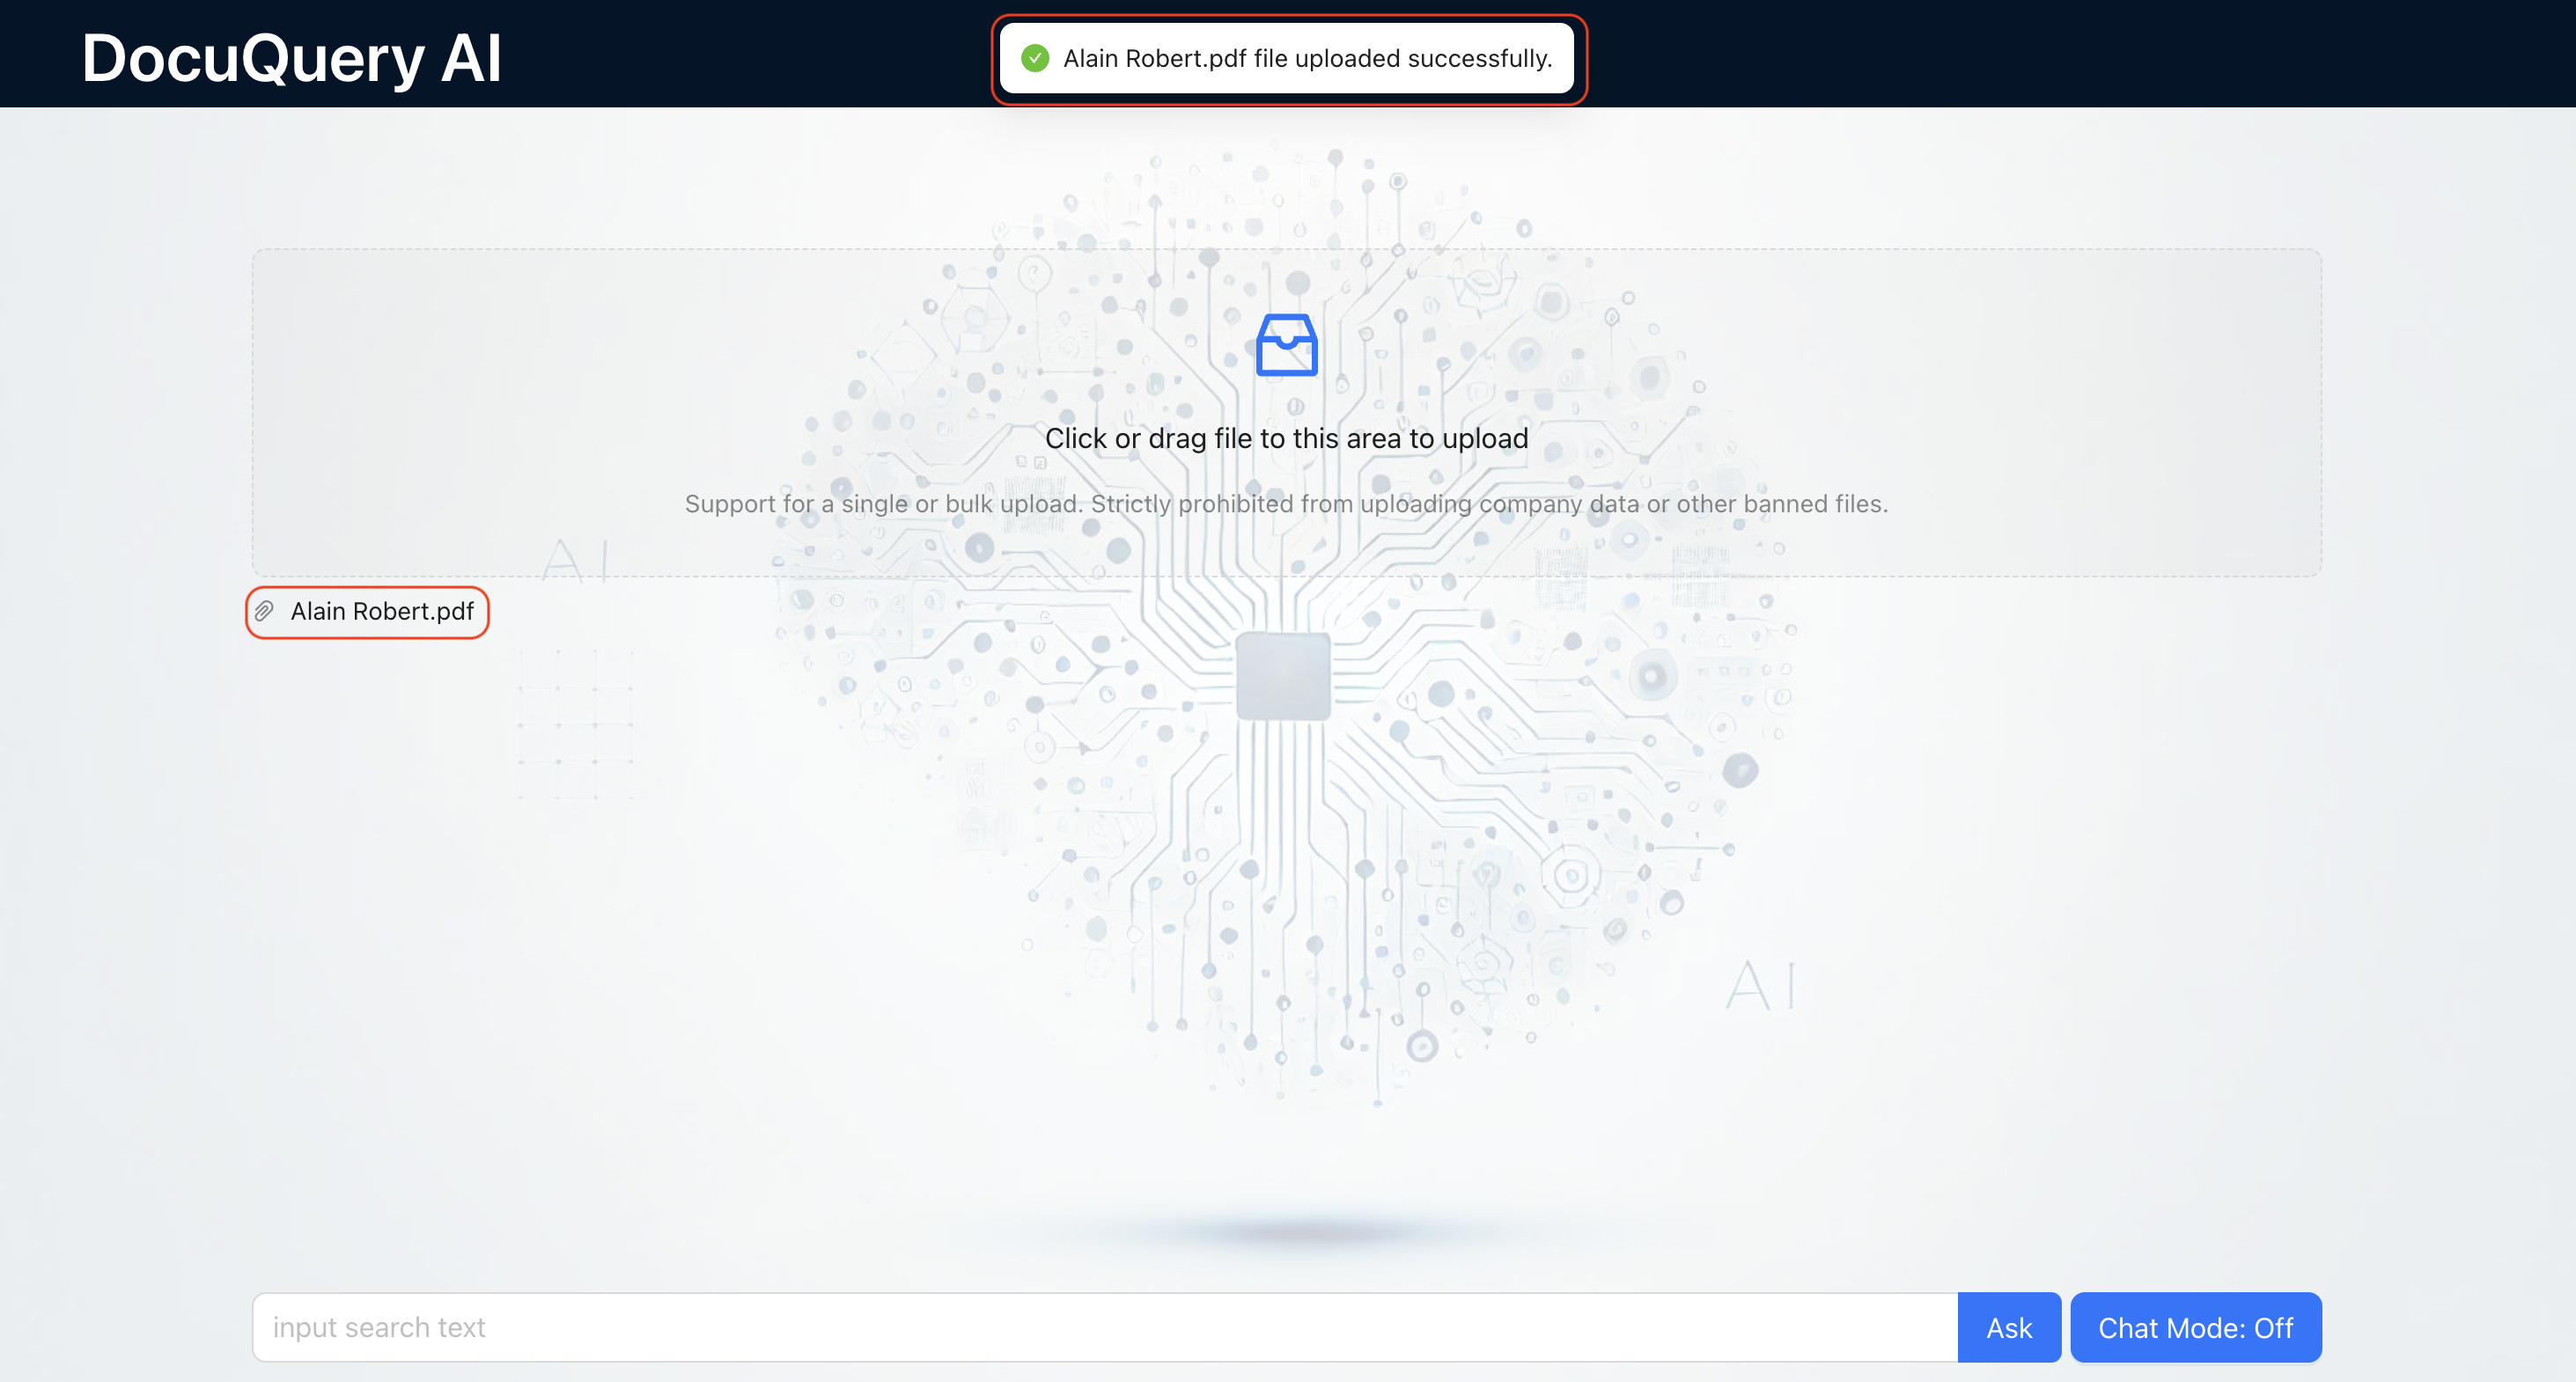 DocuQuery AI
Alain Robert.pdf file uploaded successfully.
Click or drag file to this area to upload
Support for a single or bulk upload. Strictly prohibited from uploading company data or other banned files.
AI
Alain Robert.pdf
AI
input search text
Ask
Chat Mode: Off